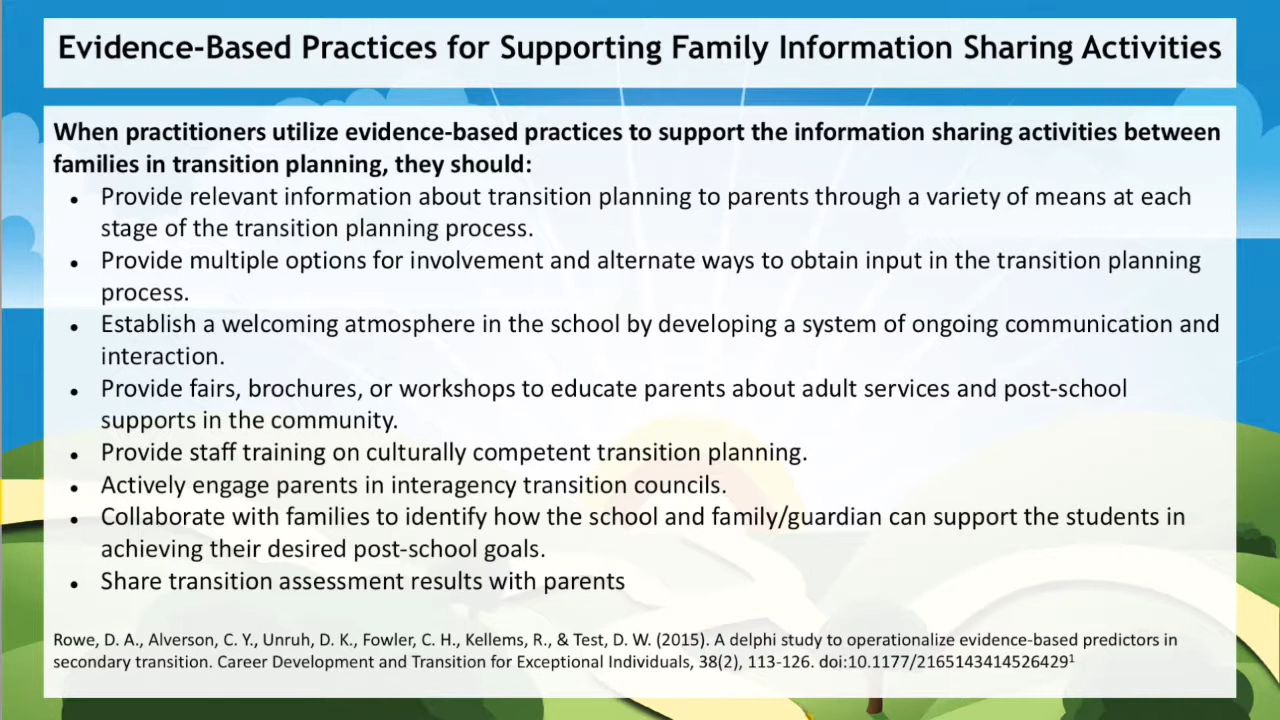 Evidence-Based Practices for Supporting Family Information Sharing Activities
When practitioners utilize evidence-based practices to support the information sharing activities between
families in transition planning, they should:
• Provide relevant information about transition planning to parents through a variety of means at each
stage of the transition planning process.
• Provide multiple options for involvement and alternate ways to obtain input in the transition planning
process.
• Establish a welcoming atmosphere in the school by developing a system of ongoing communication and
interaction.
• Provide fairs, brochures, or workshops to educate parents about adult services and post-school
supports in the community.
• Provide staff training on culturally competent transition planning.
• Actively engage parents in interagency transition councils.
• Collaborate with families to identify how the school and family/guardian can support the students in
achieving their desired post-school goals.
• Share transition assessment results with parents
Rowe, D. A., Alverson, C. Y., Unruh, D. K., Fowler, C. H., Kellems, R., & Test, D. W. (2015). A delphi study to operationalize evidence-based predictors in
secondary transition. Career Development and Transition for Exceptional Individuals, 38(2), 113-126. doi:10.1177/2165143414526429¹